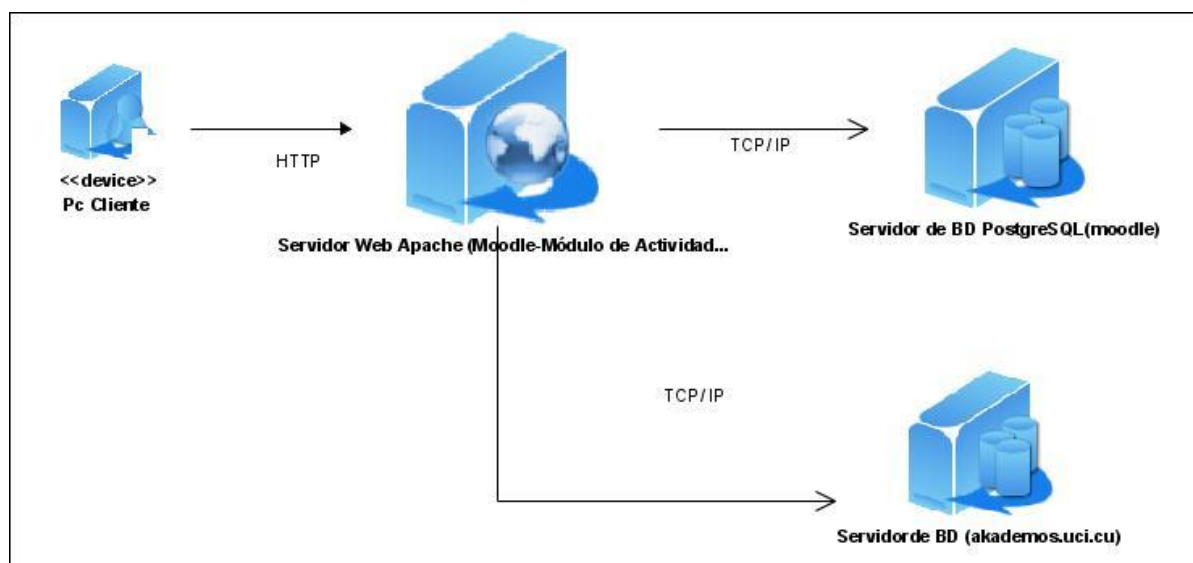 <<device>>
Pc Cliente
HTTP
Servidor Web Apache (Moodle-Módulo de Actividad...
TCP/IP
Servidor de BD PostgreSQL(moodle)
TCP/IP
Servidorde BD (akademos.uci.cu)